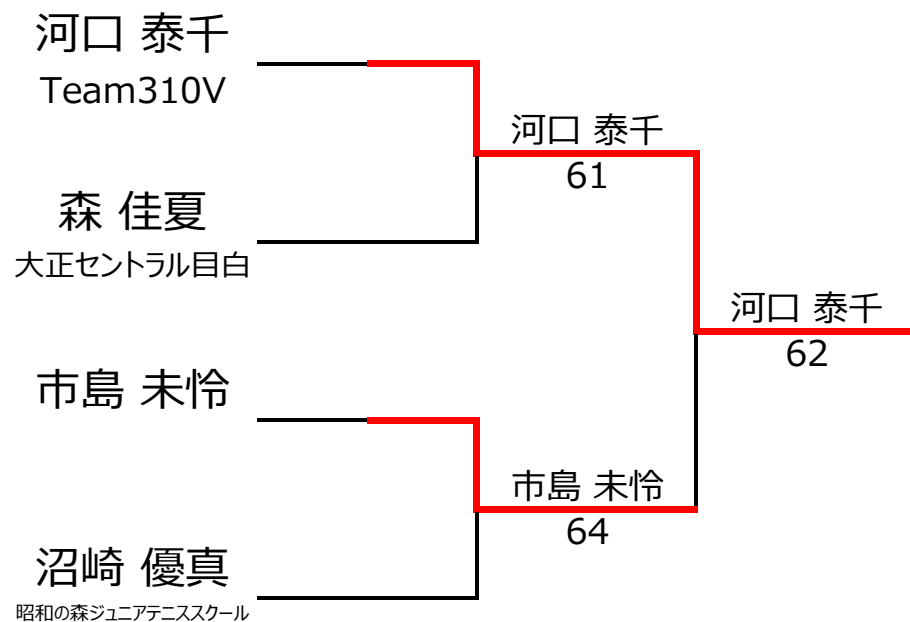 河口 泰千
Team310V
河口 泰千
61
森 佳夏
大正セントラル目白
河口 泰千
62
市島 未怜
市島 未怜
64
沼崎 優真
昭和の森ジュニアテニススクール